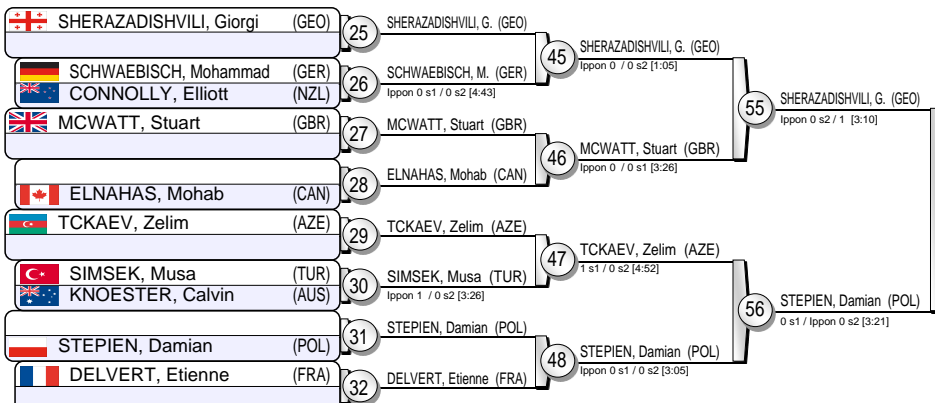 SHERAZADISHVILI, Giorgi (GEO)
SCHWAEBISCH, Mohammad (GER)
CONNOLLY, Elliott (NZL)
MCWATT, Stuart (GBR)
ELNAHAS, Mohab (CAN)
TCKAEV, Zelim (AZE)
SIMSEK, Musa (TUR)
KNOESTER, Calvin (AUS)
STEPIEN, Damian (POL)
DELVERT, Etienne (FRA)
25
26
27
28
29
30
31
32
SHERAZADISHVILI, G. (GEO)
SCHWAEBISCH, M. (GER)
Ippon 0 s1 / 0 s2 [4:43]
MCWATT, Stuart (GBR)
ELNAHAS, Mohab (CAN)
TCKAEV, Zelim (AZE)
SIMSEK, Musa (TUR)
Ippon 1 / 0 s2 [3:26]
STEPIEN, Damian (POL)
DELVERT, Etienne (FRA)
45
46
47
48
SHERAZADISHVILI, G. (GEO)
Ippon 0 / 0 s2 [1:05]
MCWATT, Stuart (GBR)
Ippon 0 / 0 s1 [3:26]
TCKAEV, Zelim (AZE)
1 s1 / 0 s2 [4:52]
STEPIEN, Damian (POL)
Ippon 0 s1 / 0 s2 [3:05]
55
56
SHERAZADISHVILI, G. (GEO)
Ippon 0 s2 / 1 [3:10]
STEPIEN, Damian (POL)
0 s1 / Ippon 0 s2 [3:21]